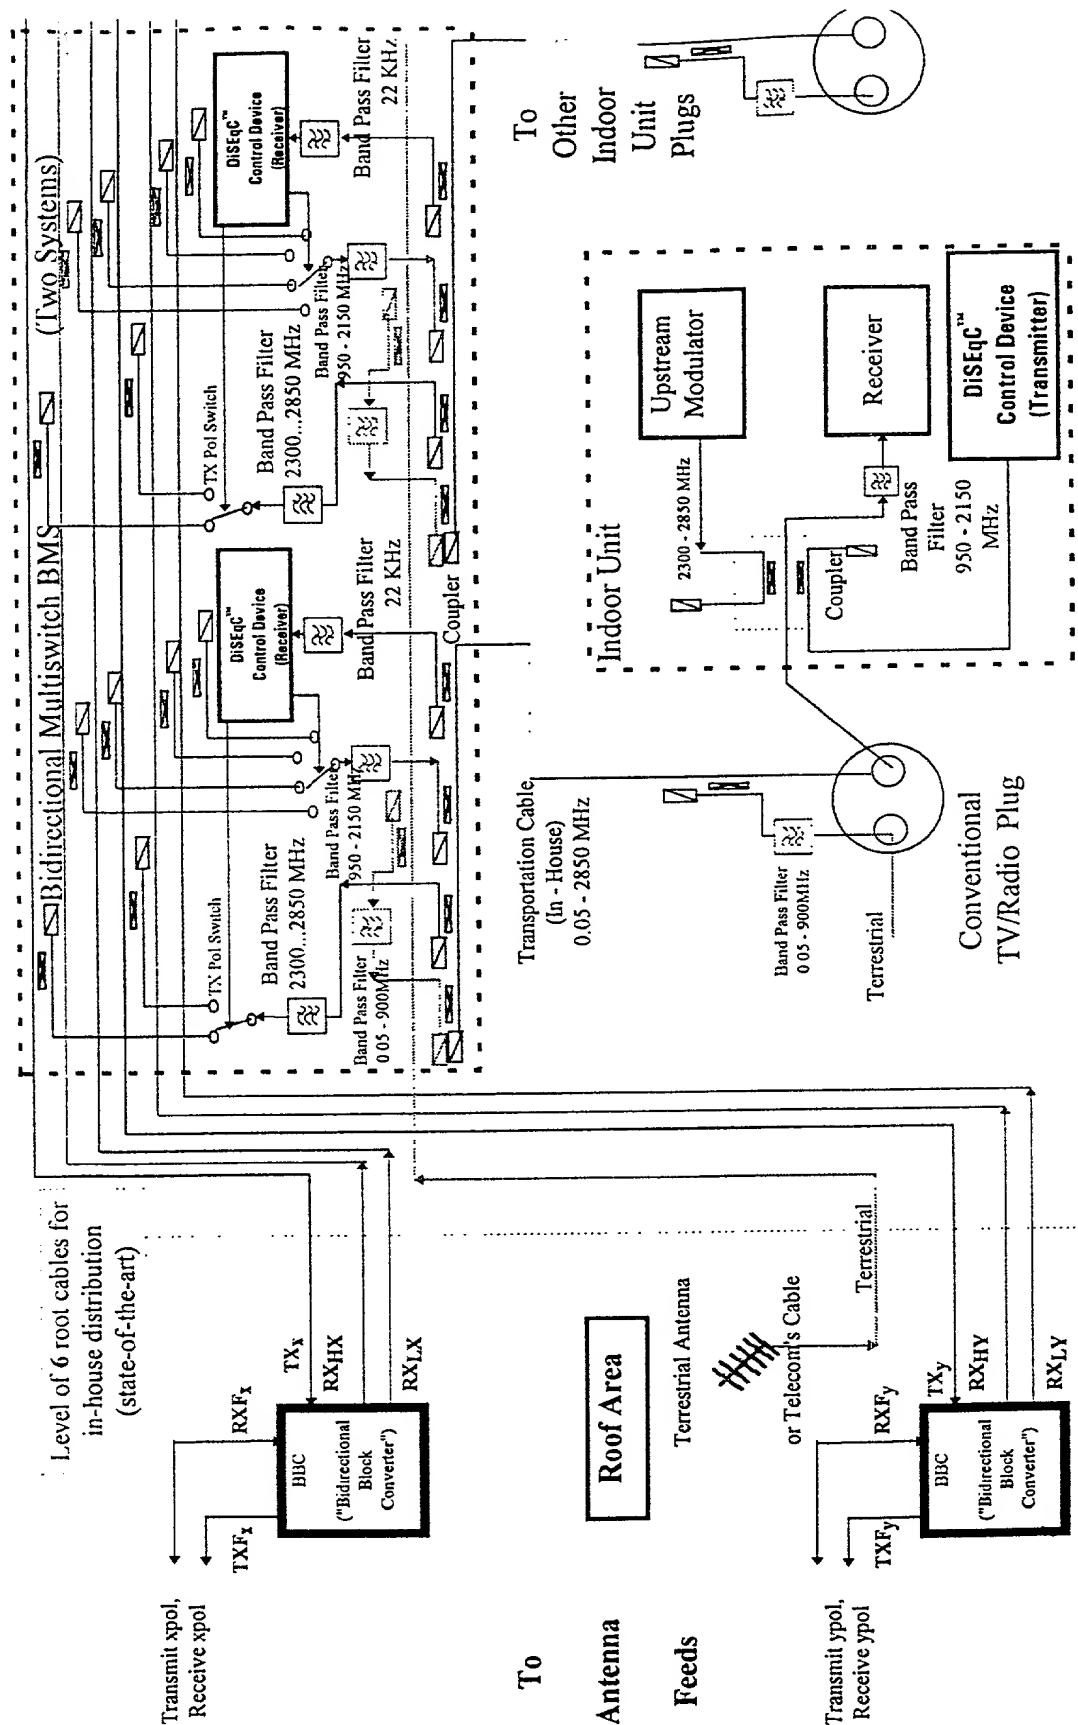 Level of 6 root cables for
in-house distribution
(state-of-the-art)
Bidirectional Multiswitch BMS
(Two Systems)
Transmit xpol,
Receive xpol
TXFx
RXFx
BBC
("Bidirectional
Block
Converter")
TXx
RXHX
RXLX
TX Pol Switch
Band Pass Filter
2300...2850 MHz
Band Pass Filter
0 05 - 900MHz
Band Pass Filter
950 - 2150 MHz
DiSEqC™
Control Device
(Receiver)
Band Pass Filter
22 KHz
Coupler
TX Pol Switch
Band Pass Filter
2300...2850 MHz
Band Pass Filter
950 - 2150 MHz
DiSEqC™
Control Device
(Receiver)
Band Pass Filter
22 KHz
To
Antenna
Feeds
Roof Area
Terrestrial Antenna
or Telecom's Cable
Terrestrial
Transmit ypol,
Receive ypol
TXFy
RXFy
BBC
("Bidirectional
Block
Converter")
TXy
RXHY
RXLY
Transportation Cable
(In - House)
0,05 - 2850 MHz
Band Pass Filter
0 05 - 900MHz
Terrestrial
Conventional
TV/Radio Plug
Indoor Unit
2300 - 2850 MHz
Upstream
Modulator
Coupler
Band Pass
Filter
950 - 2150
MHz
Receiver
DiSEqC™
Control Device
(Transmitter)
To
Other
Indoor
Unit
Plugs